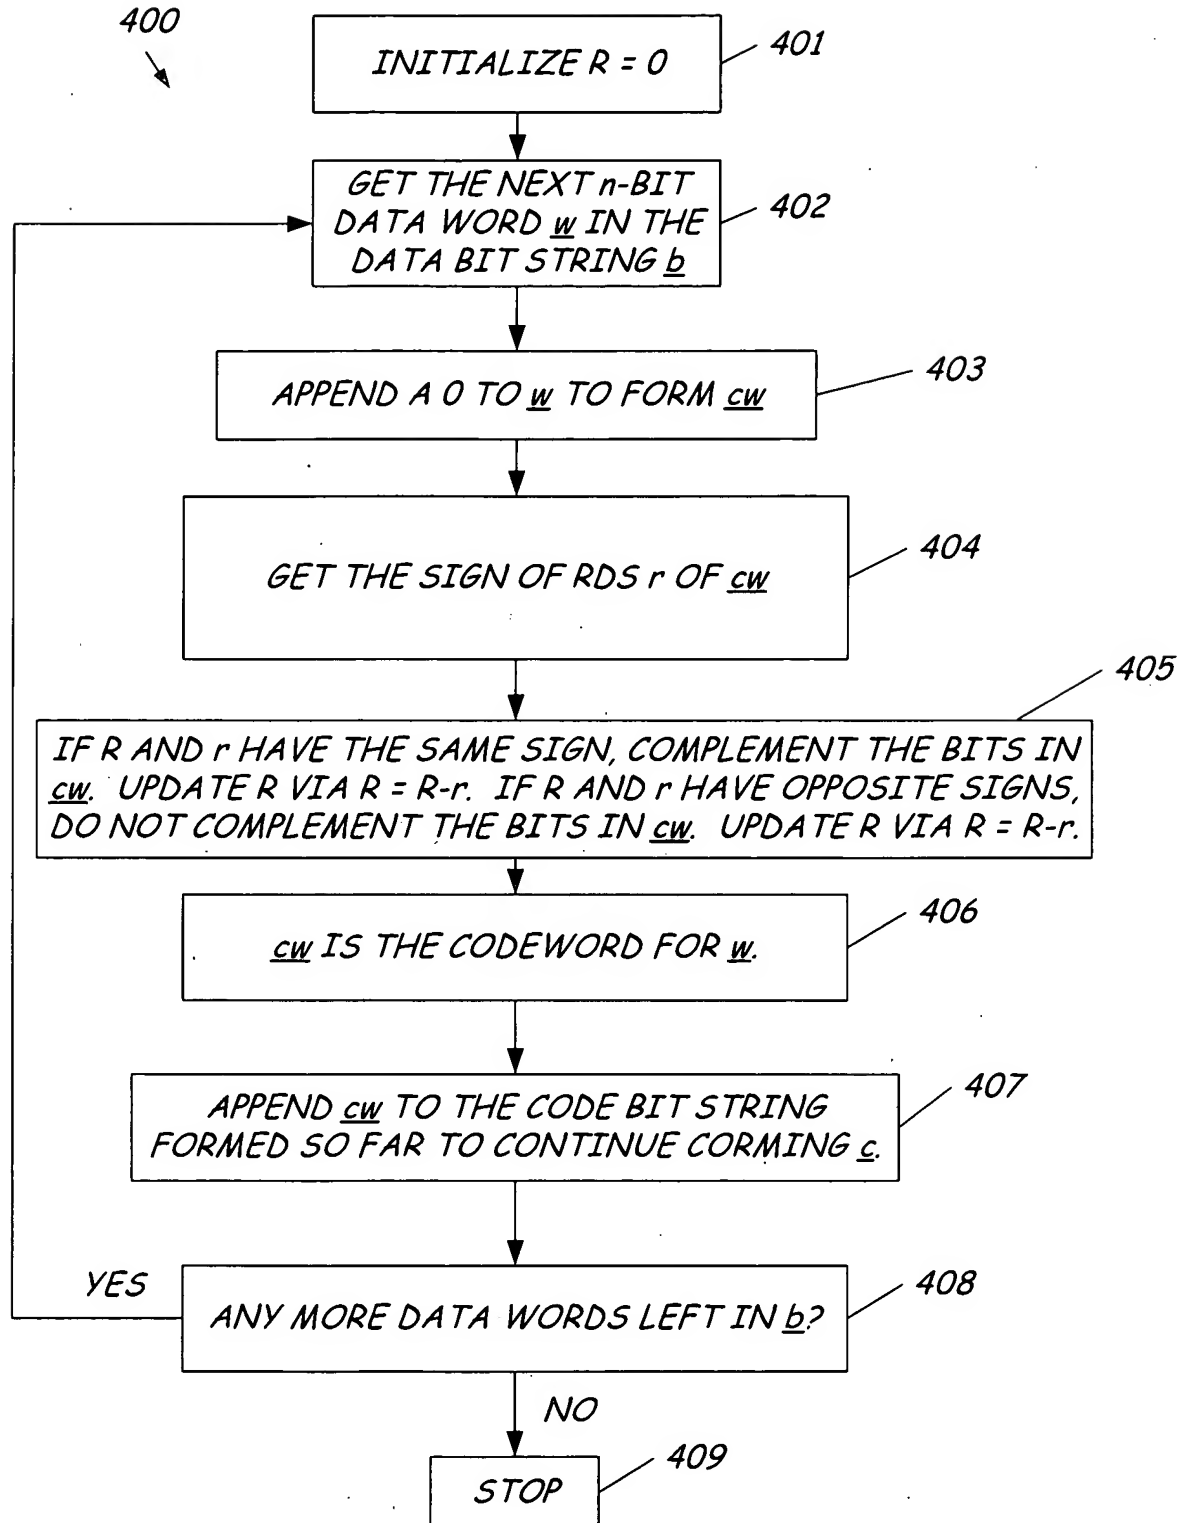 400
INITIALIZE R = 0
401
GET THE NEXT n-BIT
DATA WORD w IN THE
DATA BIT STRING b
402
APPEND A 0 TO w TO FORM cw
403
GET THE SIGN OF RDS r OF cw
404
405
IF R AND r HAVE THE SAME SIGN, COMPLEMENT THE BITS IN
cw. UPDATE R VIA R = R-r. IF R AND r HAVE OPPOSITE SIGNS,
DO NOT COMPLEMENT THE BITS IN cw. UPDATE R VIA R = R-r.
cw IS THE CODEWORD FOR w.
406
APPEND cw TO THE CODE BIT STRING
FORMED SO FAR TO CONTINUE CORMING c.
407
YES
ANY MORE DATA WORDS LEFT IN b?
408
NO
STOP
409